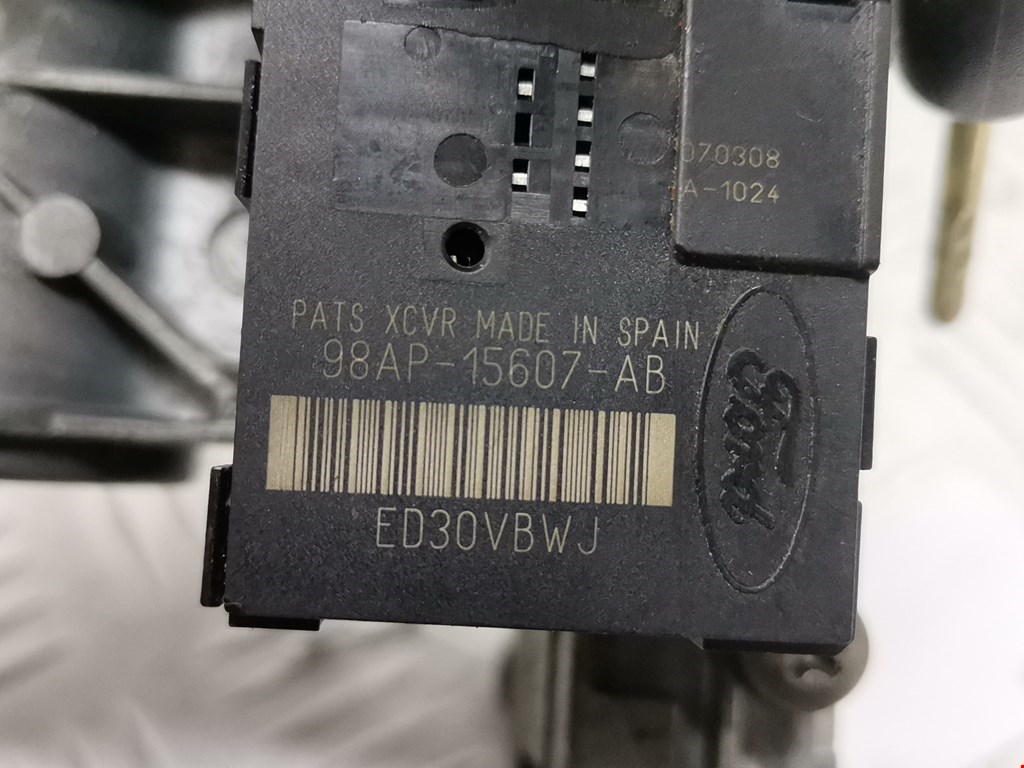 070308
A-1024
PATS XCVR MADE IN SPAIN
98AP-15607-AB
ED30VBWJ
Ford